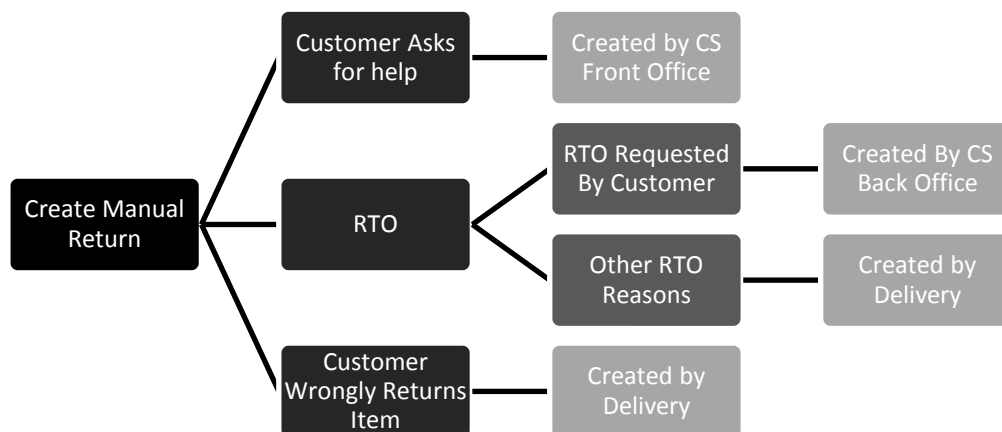 Customer Asks
for help
Created by CS
Front Office
RTO Requested
By Customer
Created By CS
Back Office
Create Manual
Return
RTO
Other RTO
Reasons
Created by
Delivery
Customer
Wrongly Returns
Item
Created by
Delivery